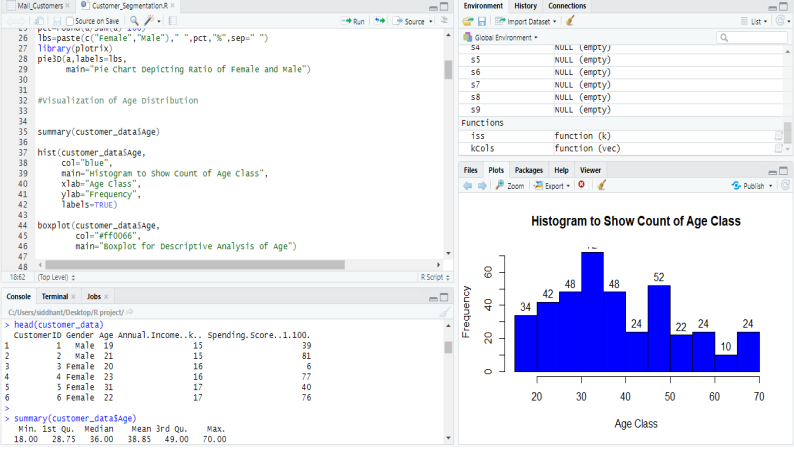 Mail_Customers × Customer_Segmentation.R ×
Source on Save Run Source
26 lbs=paste(c("Female","Male")," ",pct,"%",sep=" ")
27 library(plotrix)
28 pie3D(a,labels=lbs,
29 main="Pie Chart Depicting Ratio of Female and Male")
30
31
32 #Visualization of Age Distribution
33
34
35 summary(customer_data$Age)
36
37 hist(customer_data$Age,
38 col="blue",
39 main="Histogram to Show Count of Age Class",
40 xlab="Age Class",
41 ylab="Frequency",
42 labels=TRUE)
43
44 boxplot(customer_data$Age,
45 col="#ff0066",
46 main="Boxplot for Descriptive Analysis of Age")
47
48
18:62 (Top Level) R Script
Console Terminal × Jobs ×
C:/Users/siddhant/Desktop/R project/
> head(customer_data)
CustomerID Gender Age Annual.Income..k.. Spending.Score..1.100.
1 1 Male 19 15 39
2 2 Male 21 15 81
3 3 Female 20 16 6
4 4 Female 23 16 77
5 5 Female 31 17 40
6 6 Female 22 17 76
>
> summary(customer_data$Age)
Min. 1st Qu. Median Mean 3rd Qu. Max.
18.00 28.75 36.00 38.85 49.00 70.00
Environment History Connections
Import Dataset List
Global Environment
s4 NULL (empty)
s5 NULL (empty)
s6 NULL (empty)
s7 NULL (empty)
s8 NULL (empty)
s9 NULL (empty)
Functions
iss function (k)
kcols function (vec)
Files Plots Packages Help Viewer
Zoom Export Publish
Histogram to Show Count of Age Class
Frequency
0 20 40 60
34 42 48 48 24 52 22 24 10 24
20 30 40 50 60 70
Age Class